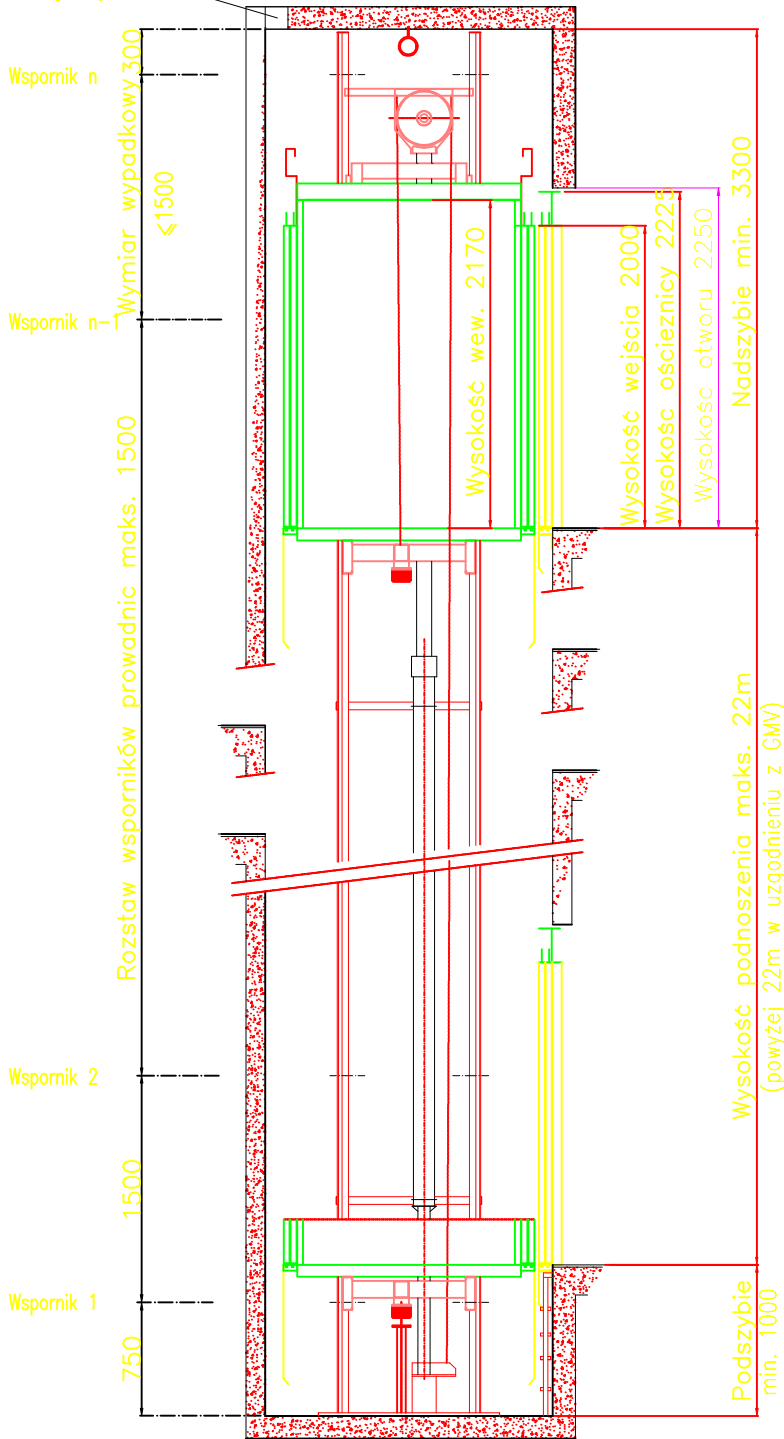 Wspornik n
300
Wymiar wypadkowy
⩽1500
Wspornik n-1
Rozstaw wsporników prowadnic maks. 1500
Wspornik 2
1500
Wspornik 1
750
Wysokość wew. 2170
Wysokość wejścia 2000
Wysokość ościeznicy 2225
Wysokość otworu 2250
Nadszybie min. 3300
Wysokość podnoszenia maks. 22m
(powyżej 22m w uzgodnieniu z GMV)
Podszybie
min. 1000